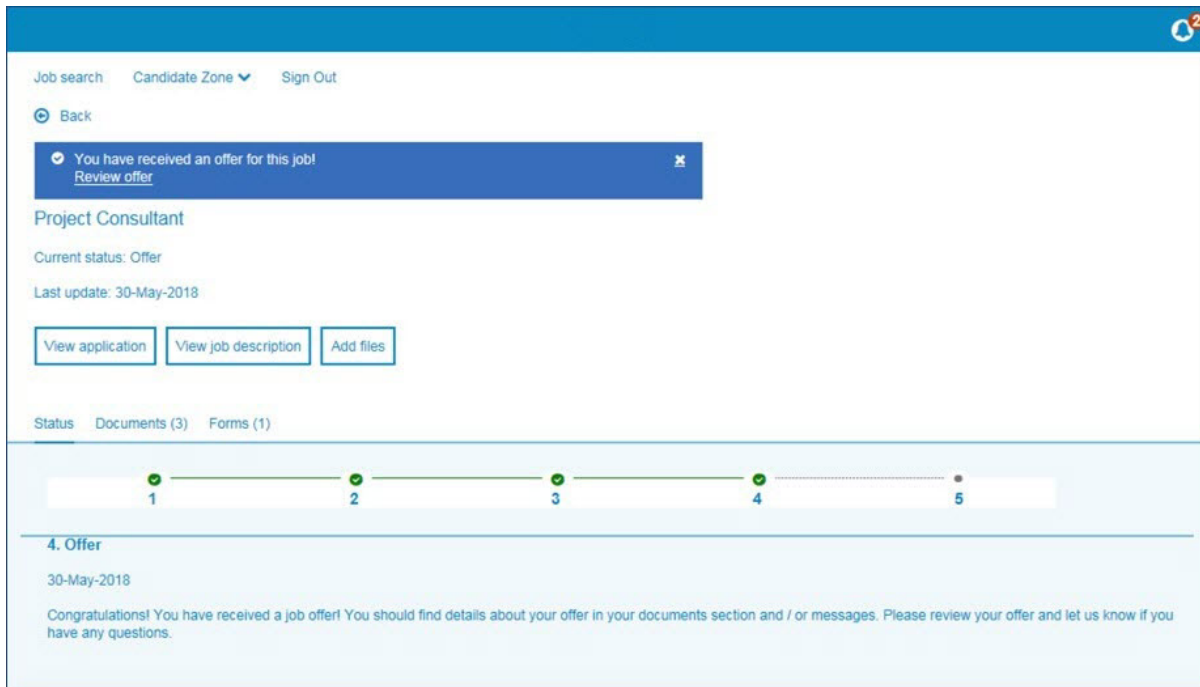 2
Job search Candidate Zone Sign Out
Back
You have received an offer for this job!
Review offer
Project Consultant
Current status: Offer
Last update: 30-May-2018
View application View job description Add files
Status Documents (3) Forms (1)
1 2 3 4 5
4. Offer
30-May-2018
Congratulations! You have received a job offer! You should find details about your offer in your documents section and / or messages. Please review your offer and let us know if you
have any questions.